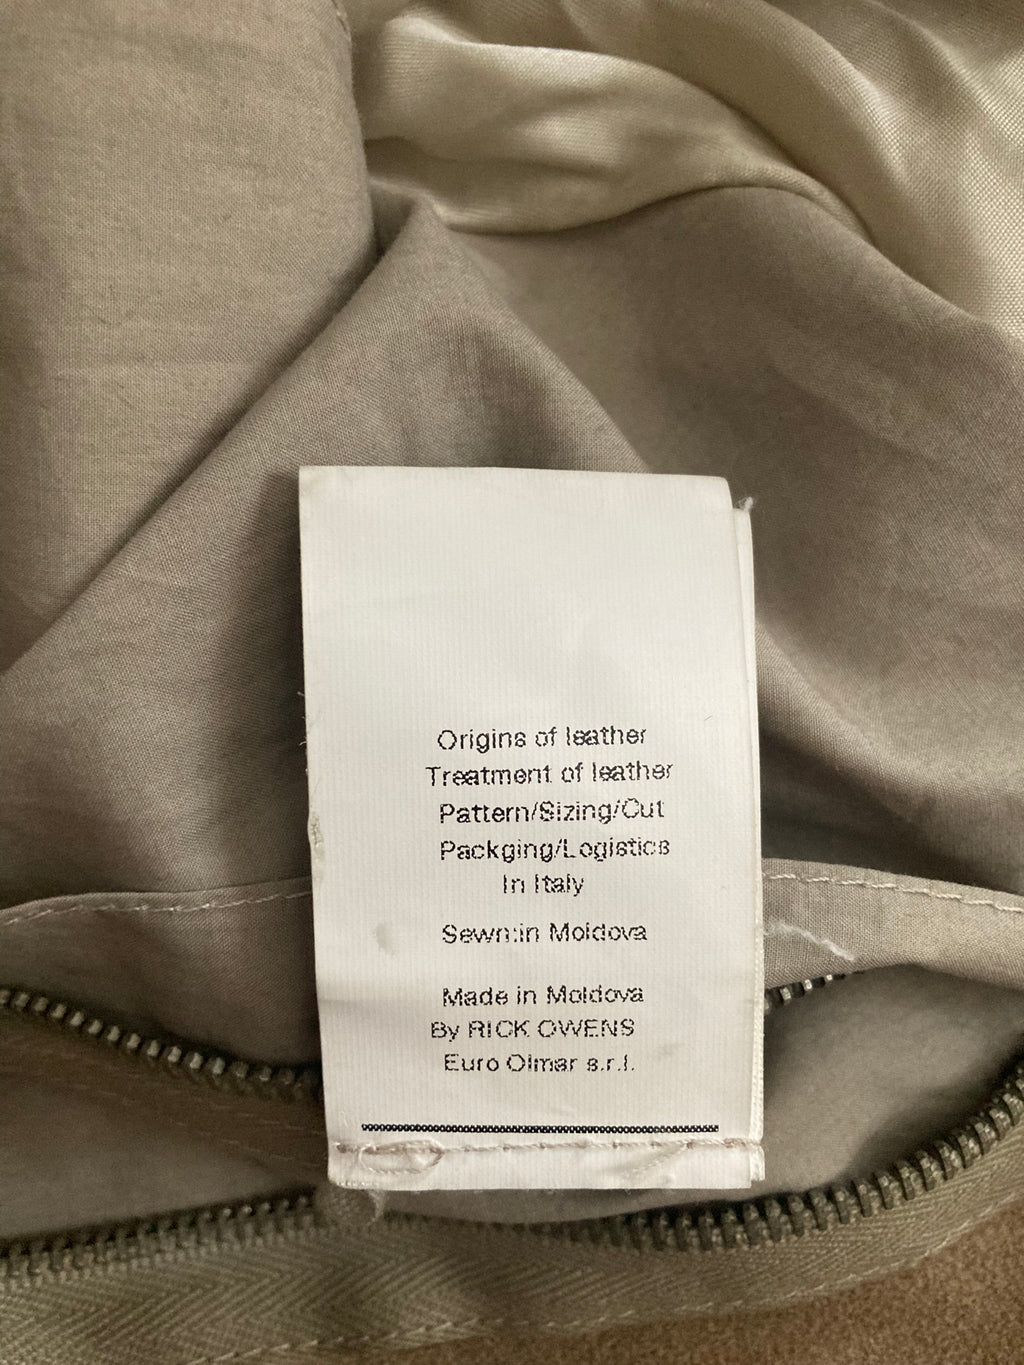 Origins of leather
Treatment of leather
Pattern/Sizing/Cut
Packging/Logistics
In Italy
Sewn:in Moldova
Made in Moldova
By RICK OWENS
Euro Olmar s.r.l.